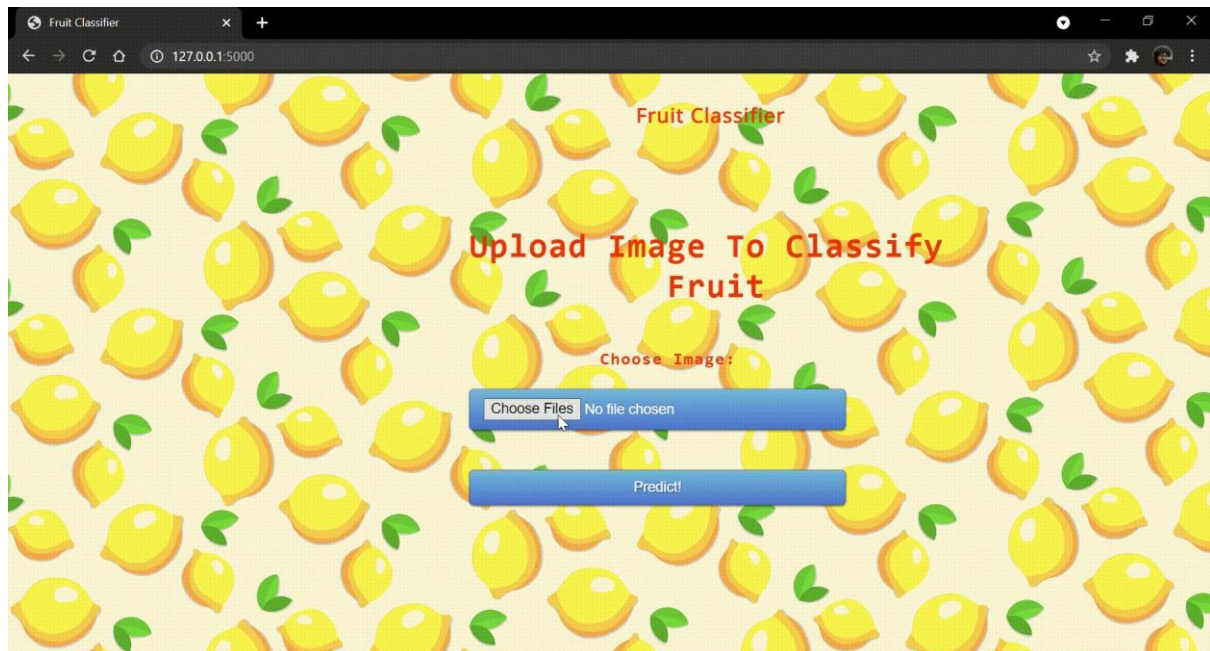 Fruit Classifier
127.0.0.1:5000
Fruit Classifier
Upload Image To Classify
Fruit
Choose Image:
Choose Files No file chosen
Predict!